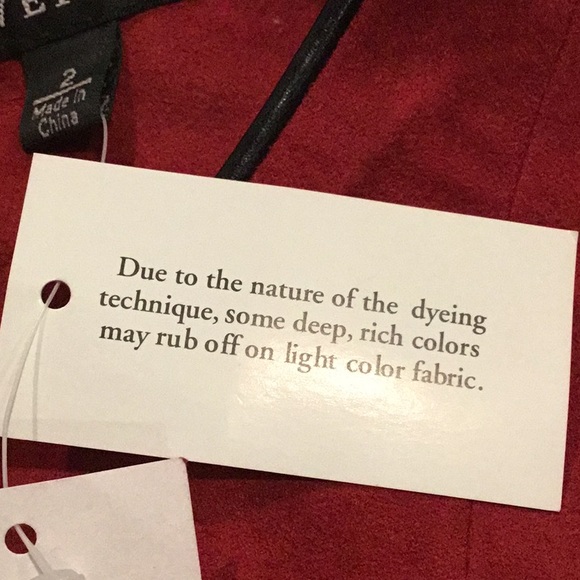 2
Made in
China
Due to the nature of the dyeing
technique, some deep, rich colors
may rub off on light color fabric.